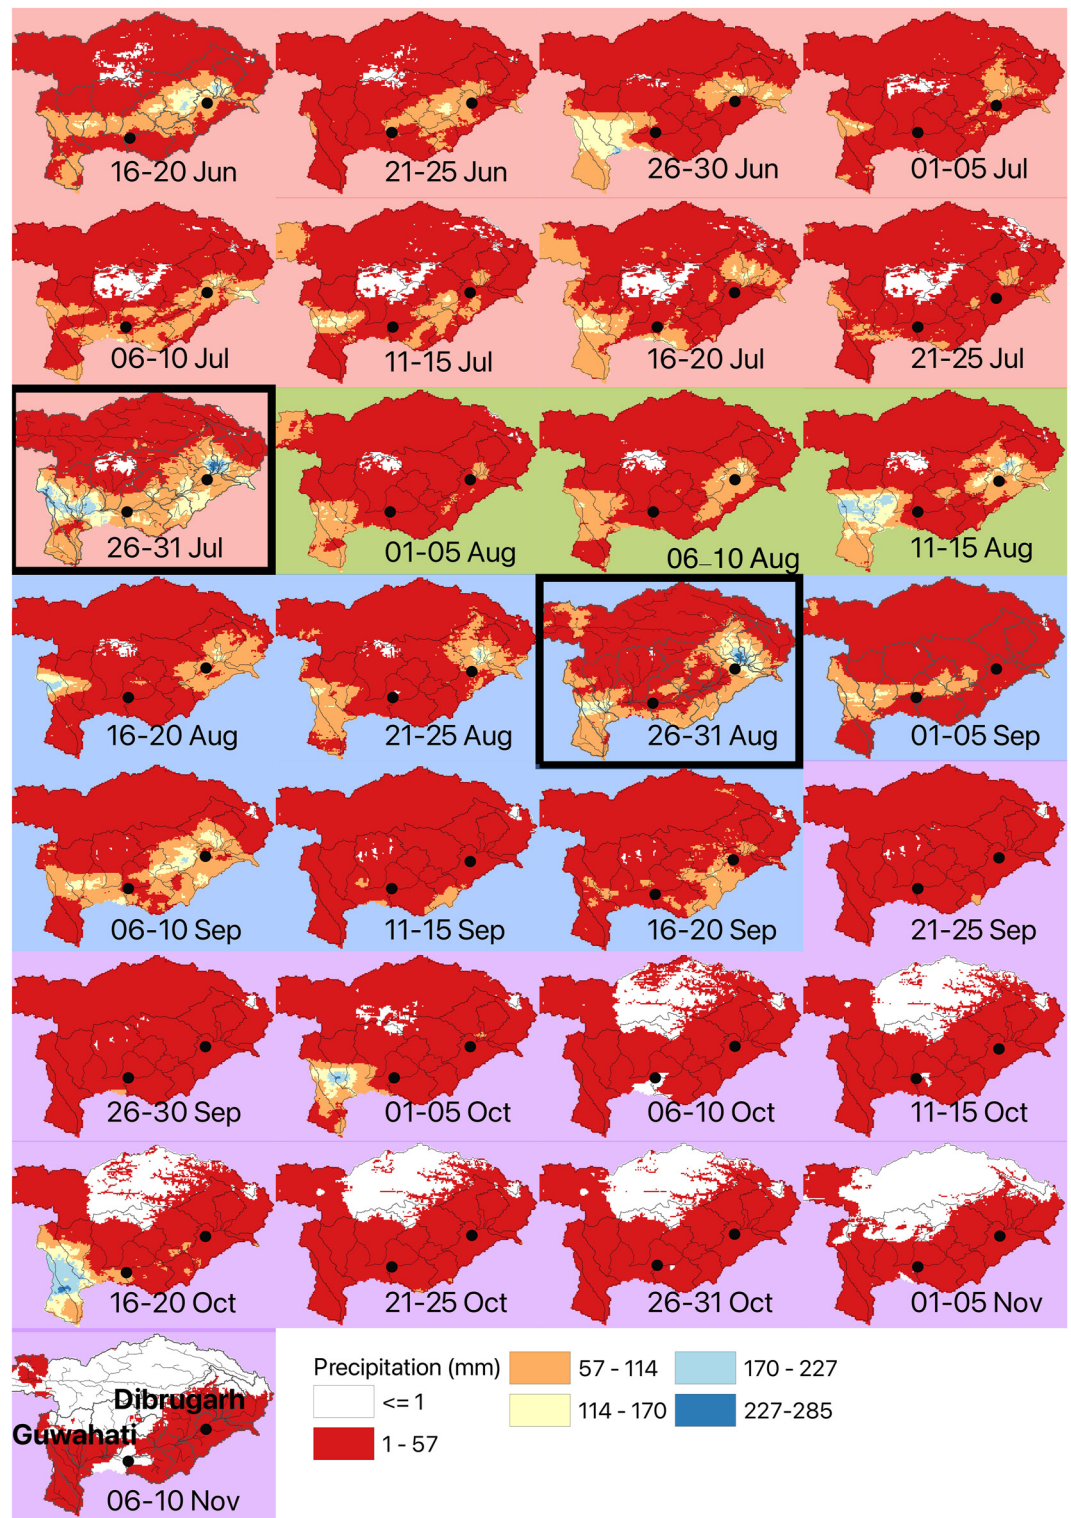 16-20 Jun
21-25 Jun
26-30 Jun
01-05 Jul
06-10 Jul
11-15 Jul
16-20 Jul
21-25 Jul
26-31 Jul
01-05 Aug
06-10 Aug
11-15 Aug
16-20 Aug
21-25 Aug
26-31 Aug
01-05 Sep
06-10 Sep
11-15 Sep
16-20 Sep
21-25 Sep
26-30 Sep
01-05 Oct
06-10 Oct
11-15 Oct
16-20 Oct
21-25 Oct
26-31 Oct
01-05 Nov
Dibrugarh
Guwahati
06-10 Nov
Precipitation (mm)
<= 1
1 - 57
57 - 114
114 - 170
170 - 227
227-285